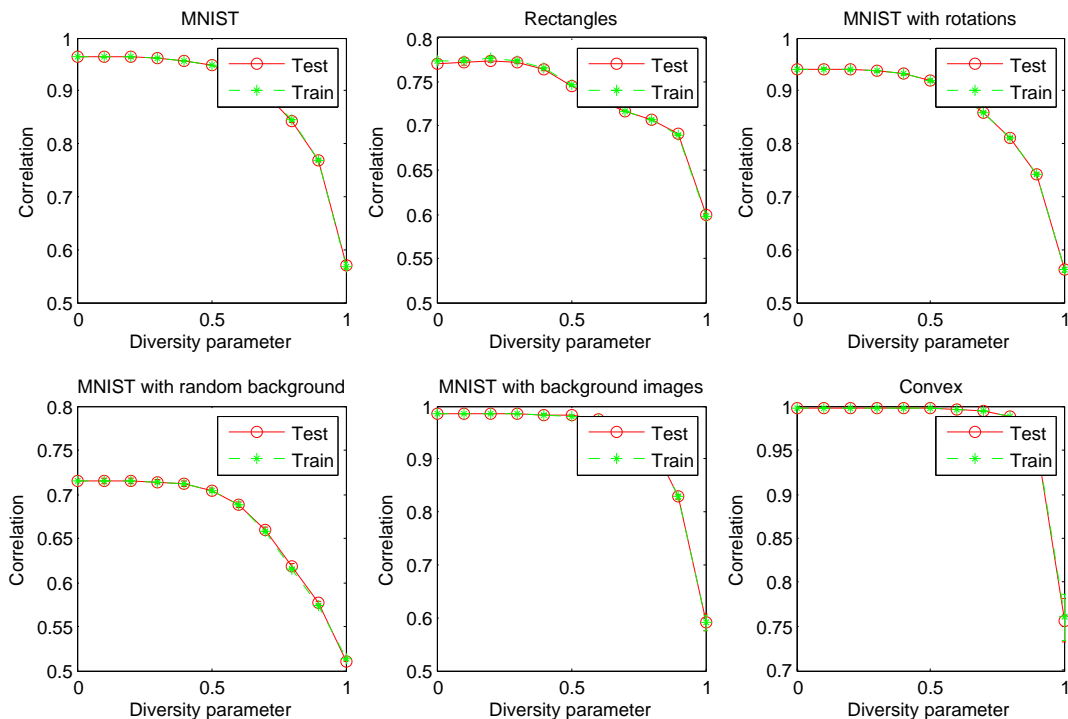 MNIST
1
0.9
0.8
0.7
0.6
0.5
0
0.5
1
Correlation
Diversity parameter
Test
Train
Rectangles
0.8
0.75
0.7
0.65
0.6
0.55
0.5
0
0.5
1
Correlation
Diversity parameter
Test
Train
MNIST with rotations
1
0.9
0.8
0.7
0.6
0.5
0
0.5
1
Correlation
Diversity parameter
Test
Train
MNIST with random background
0.8
0.75
0.7
0.65
0.6
0.55
0.5
0
0.5
1
Correlation
Diversity parameter
Test
Train
MNIST with background images
1
0.9
0.8
0.7
0.6
0.5
0
0.5
1
Correlation
Diversity parameter
Test
Train
Convex
1
0.95
0.9
0.85
0.8
0.75
0.7
0
0.5
1
Correlation
Diversity parameter
Test
Train